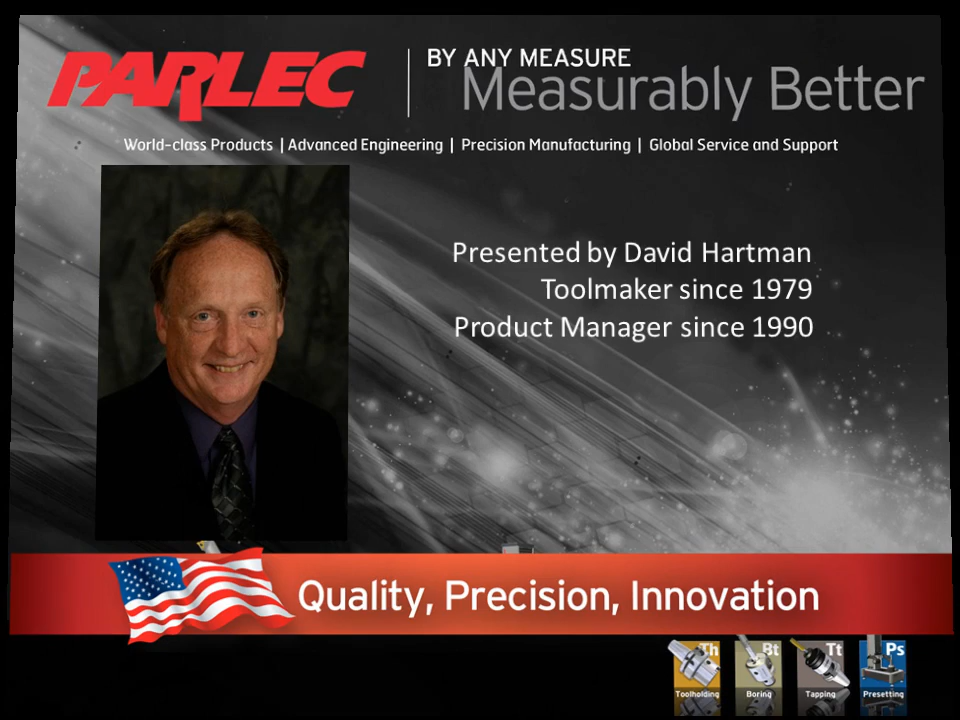 PARLEC
BY ANY MEASURE
Measurably Better
World-class Products | Advanced Engineering | Precision Manufacturing | Global Service and Support
Presented by David Hartman
Toolmaker since 1979
Product Manager since 1990
Quality, Precision, Innovation
Th Bt Tt Ps
Toolholding Boring Tapping Presetting